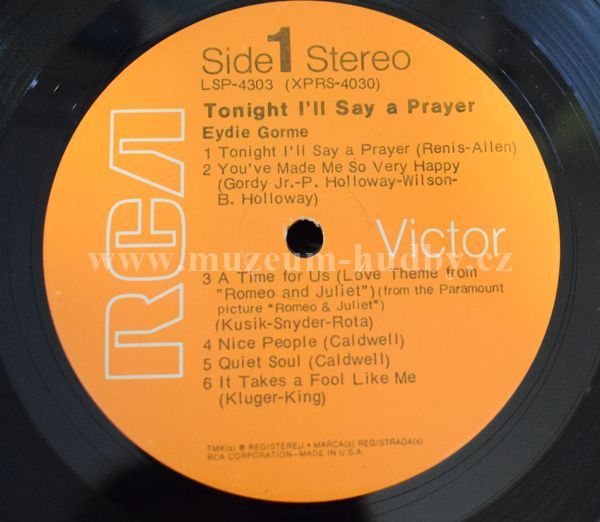 Side 1 Stereo
LSP-4303 (XPRS-4030)
Tonight I'll Say a Prayer
Eydie Gorme
1 Tonight I'll Say a Prayer (Renis-Allen)
2 You've Made Me So Very Happy
(Gordy Jr.-P. Holloway-Wilson-
B. Holloway)
RCA
Victor
www.muzeum-hudby.cz
3 A Time for Us (Love Theme from
"Romeo and Juliet") (from the Paramount
picture "Romeo & Juliet")
(Kusik-Snyder-Rota)
4 Nice People (Caldwell)
5 Quiet Soul (Caldwell)
6 It Takes a Fool Like Me
(Kluger-King)
TMK(s) ® REGISTERED • MARCA(s) REGISTRADA(s)
RCA CORPORATION-MADE IN U.S.A.